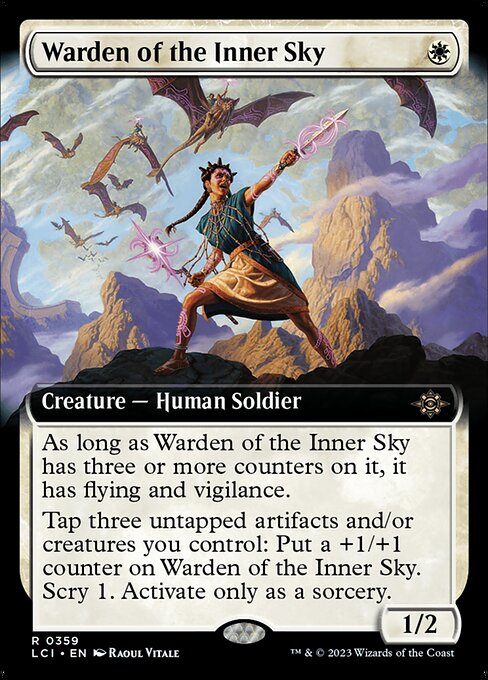 Warden of the Inner Sky
Creature — Human Soldier
As long as Warden of the Inner Sky
has three or more counters on it, it
has flying and vigilance.
Tap three untapped artifacts and/or
creatures you control: Put a +1/+1
counter on Warden of the Inner Sky.
Scry 1. Activate only as a sorcery.
1/2
R 0359
LCI • EN Raoul Vitale
™ & © 2023 Wizards of the Coast